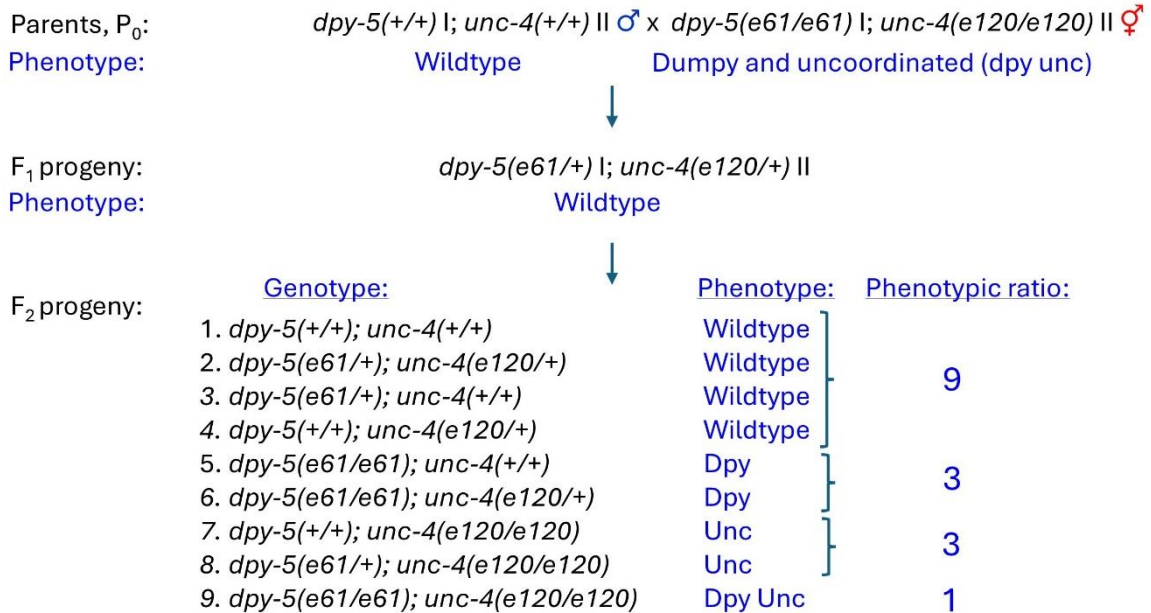 Parents, P₀: dpy-5(+/+) I; unc-4(+/+) II ♂ x dpy-5(e61/e61) I; unc-4(e120/e120) II ⚥
Phenotype: Wildtype Dumpy and uncoordinated (dpy unc)
F₁ progeny: dpy-5(e61/+) I; unc-4(e120/+) II
Phenotype: Wildtype
F₂ progeny: Genotype: Phenotype: Phenotypic ratio:
1. dpy-5(+/+); unc-4(+/+) Wildtype
2. dpy-5(e61/+); unc-4(e120/+) Wildtype
3. dpy-5(e61/+); unc-4(+/+) Wildtype
4. dpy-5(+/+); unc-4(e120/+) Wildtype
9
5. dpy-5(e61/e61); unc-4(+/+) Dpy
6. dpy-5(e61/e61); unc-4(e120/+) Dpy
3
7. dpy-5(+/+); unc-4(e120/e120) Unc
8. dpy-5(e61/+); unc-4(e120/e120) Unc
3
9. dpy-5(e61/e61); unc-4(e120/e120) Dpy Unc 1